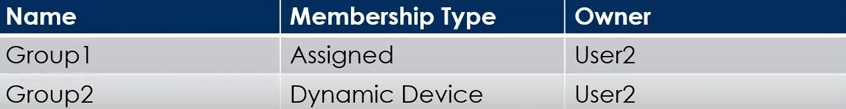 Name Membership Type Owner
Group1 Assigned User2
Group2 Dynamic Device User2